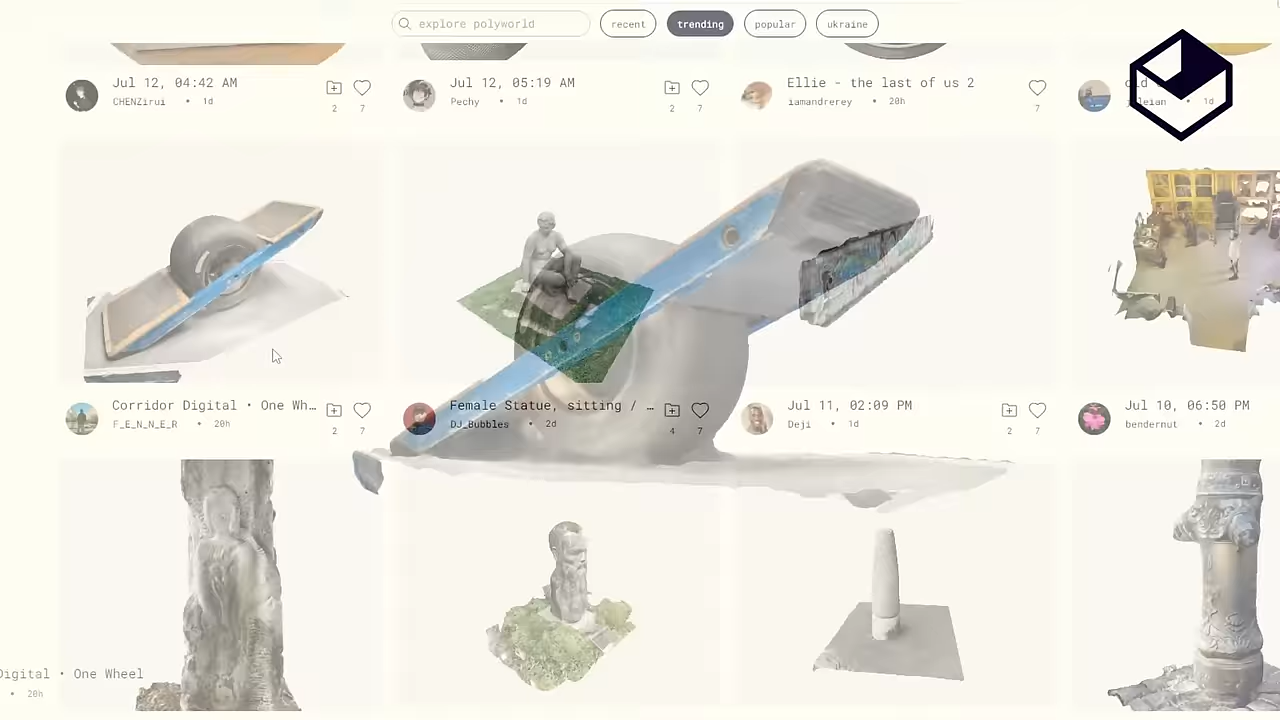 explore polyworld
recent
trending
popular
ukraine
Jul 12, 04:42 AM
CHENZirui • 1d
2
7
Jul 12, 05:19 AM
Pechy • 1d
2
7
Ellie - the last of us 2
iamandrerey • 20h
7
old
• 1d
Corridor Digital • One Wh…
F_E_N_N_E_R • 20h
2
7
Female Statue, sitting / …
DJ_Bubbles • 2d
4
7
Jul 11, 02:09 PM
Deji • 1d
2
7
Jul 10, 06:50 PM
bendernut • 2d
Digital • One Wheel
• 20h